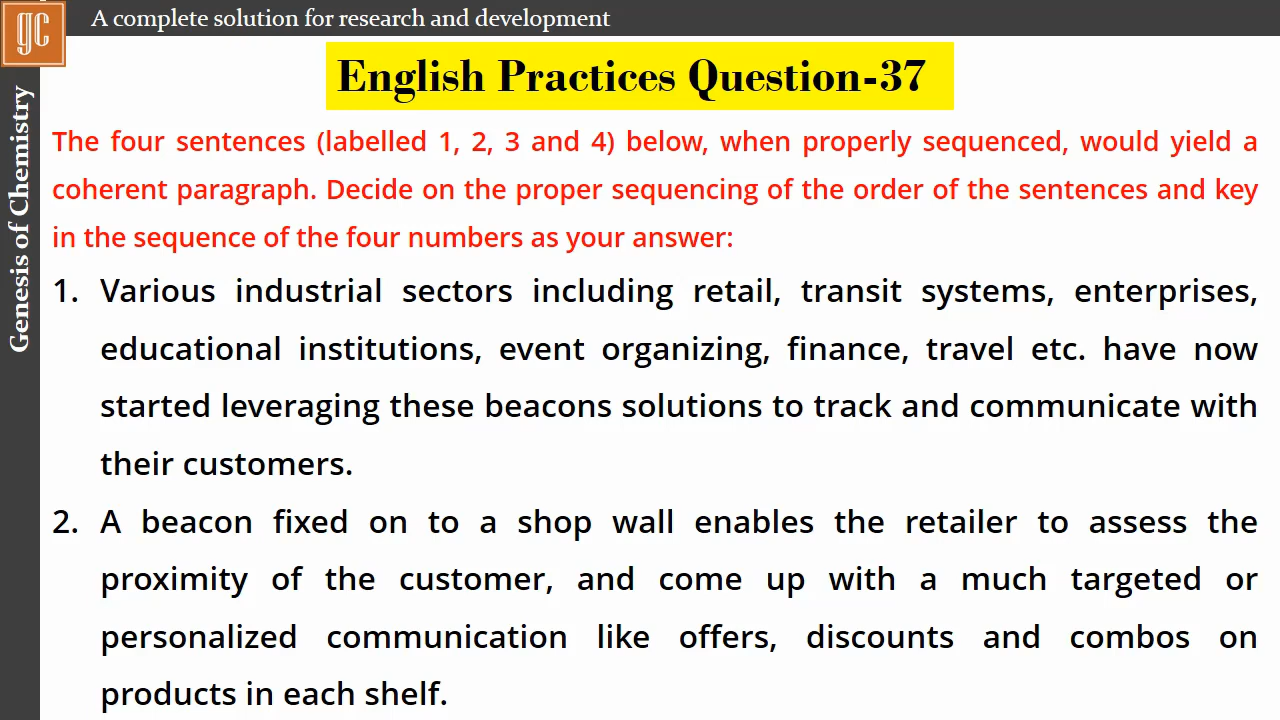 A complete solution for research and development
gc
Genesis of Chemistry
English Practices Question-37
The four sentences (labelled 1, 2, 3 and 4) below, when properly sequenced, would yield a
coherent paragraph. Decide on the proper sequencing of the order of the sentences and key
in the sequence of the four numbers as your answer:
1. Various industrial sectors including retail, transit systems, enterprises,
educational institutions, event organizing, finance, travel etc. have now
started leveraging these beacons solutions to track and communicate with
their customers.
2. A beacon fixed on to a shop wall enables the retailer to assess the
proximity of the customer, and come up with a much targeted or
personalized communication like offers, discounts and combos on
products in each shelf.